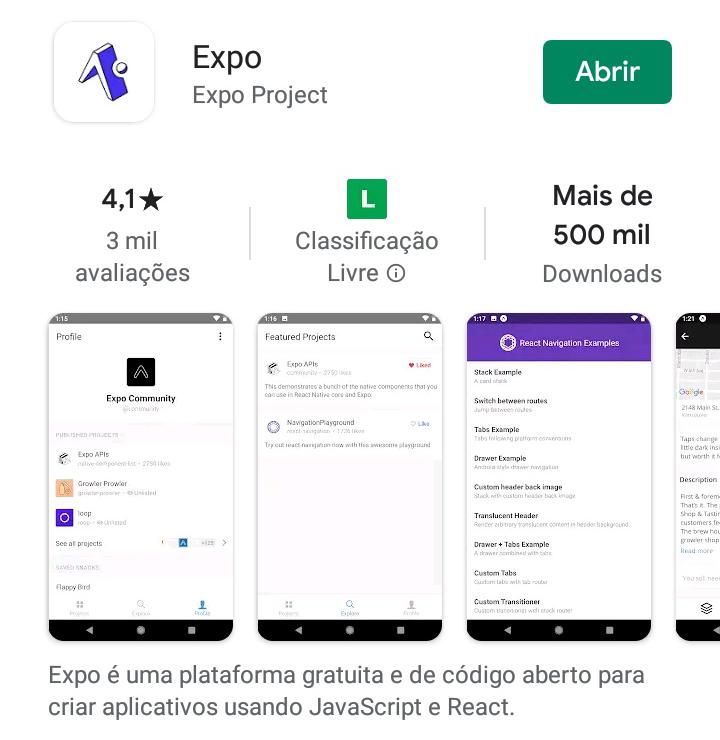 Expo
Expo Project
Abrir
4,1★
3 mil
avaliações
L
Classificação
Livre
Mais de
500 mil
Downloads
1:15
Profile
Expo Community
@community
PUBLISHED PROJECTS
Expo APIs
native-component-list • 2750 likes
Growler Prowler
growler-prowler • Unlisted
loop
loop • Unlisted
See all projects
SAVED SNACKS
Flappy Bird
Projects
Explore
Profile
1:16
Featured Projects
Expo APIs
Liked
community • 2750 likes
This demonstrates a bunch of the native components that you
can use in React Native core and Expo.
NavigationPlayground
Like
react-navigation • 1726 likes
Try out react-navigation now with this awesome playground
Projects
Explore
Profile
1:17
React Navigation Examples
Stack Example
A card stack
Switch between routes
Jump between routes
Tabs Example
Tabs following platform conventions
Drawer Example
Android-style drawer navigation
Custom header back image
Stack with custom header back image
Translucent Header
Render arbitrary translucent content in header background.
Drawer + Tabs Example
A drawer combined with tabs
Custom Tabs
Custom tabs with tab router
Custom Transitioner
Custom transitioner with stack router
1:21
Google
2148 Main St.
Vancouver
Taps change
little dark insi
but worth it f
Description
First & forem
That's it. The
Shop & Tastin
customers fe
The brew hou
growler shop
Read more
You still nee
Expo é uma plataforma gratuita e de código aberto para
criar aplicativos usando JavaScript e React.